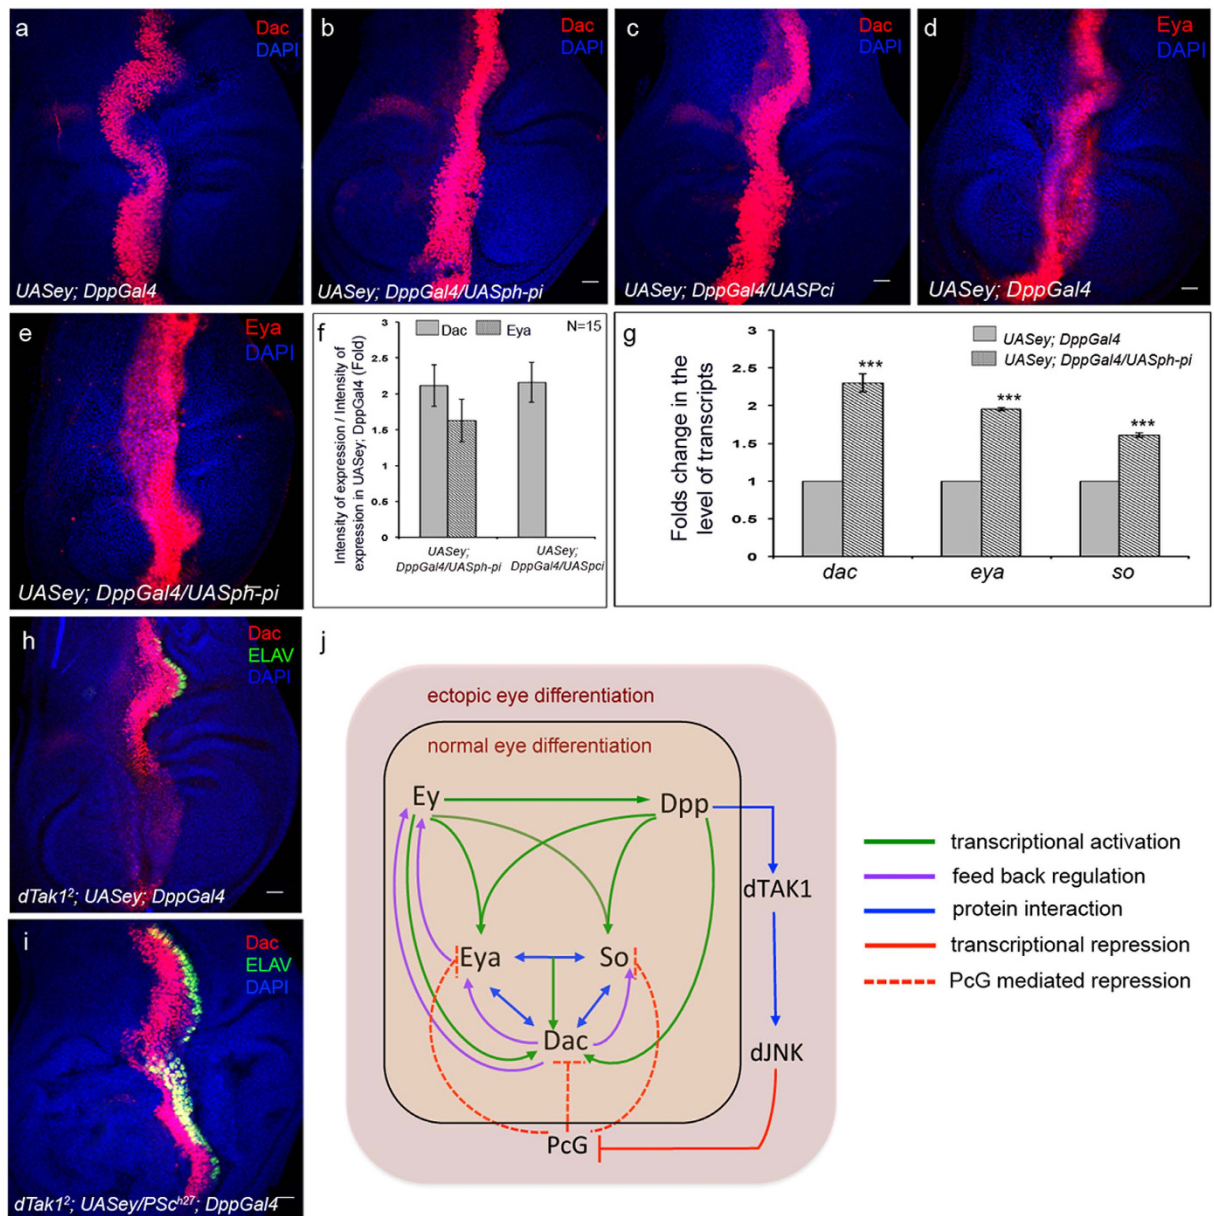 a
Dac
DAPI
UASey; DppGal4
b
Dac
DAPI
UASey; DppGal4/UASph-pi
c
Dac
DAPI
UASey; DppGal4/UASPci
d
Eya
DAPI
UASey; DppGal4
e
Eya
DAPI
UASey; DppGal4/UASph-pi
f
Dac Eya
N=15
Intensity of expression / Intensity of
expression in UASey; DppGal4 (Fold)
3
2.5
2
1.5
1
0.5
0
UASey;
DppGal4/UASph-pi
UASey;
DppGal4/UASpci
g
UASey; DppGal4
UASey; DppGal4/UASph-pi
Folds change in the
level of transcripts
3
2.5
2
1.5
1
0.5
0
***
***
***
dac eya so
h
Dac
ELAV
DAPI
dTak1²; UASey; DppGal4
i
Dac
ELAV
DAPI
dTak1²; UASey/PScʰ²⁷; DppGal4
j
ectopic eye differentiation
normal eye differentiation
Ey
Dpp
dTAK1
Eya
So
Dac
dJNK
PcG
transcriptional activation
feed back regulation
protein interaction
transcriptional repression
PcG mediated repression